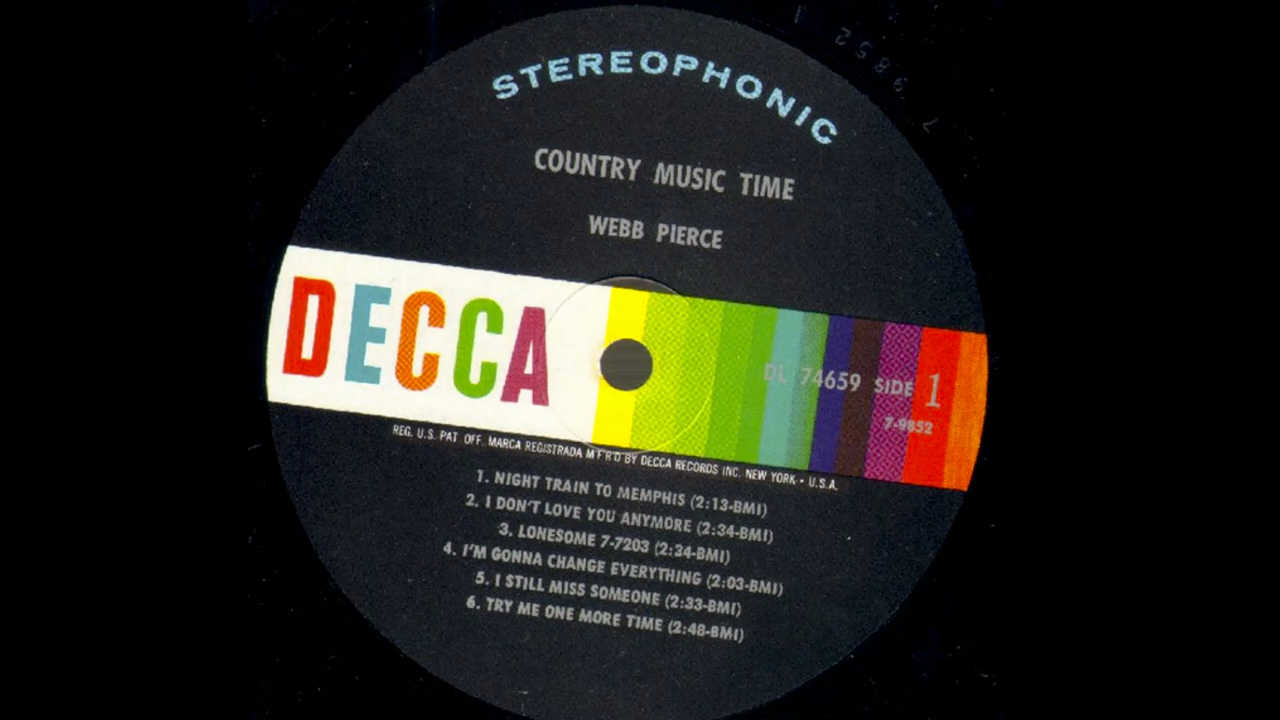 STEREOPHONIC
COUNTRY MUSIC TIME
WEBB PIERCE
DECCA
DL 74659 SIDE 1
7-9852
REG. U.S. PAT. OFF. MARCA REGISTRADA M'F'R'D BY DECCA RECORDS INC. NEW YORK • U.S.A.
1. NIGHT TRAIN TO MEMPHIS (2:13-BMI)
2. I DON'T LOVE YOU ANYMORE (2:34-BMI)
3. LONESOME 7-7203 (2:34-BMI)
4. I'M GONNA CHANGE EVERYTHING (2:03-BMI)
5. I STILL MISS SOMEONE (2:33-BMI)
6. TRY ME ONE MORE TIME (2:48-BMI)